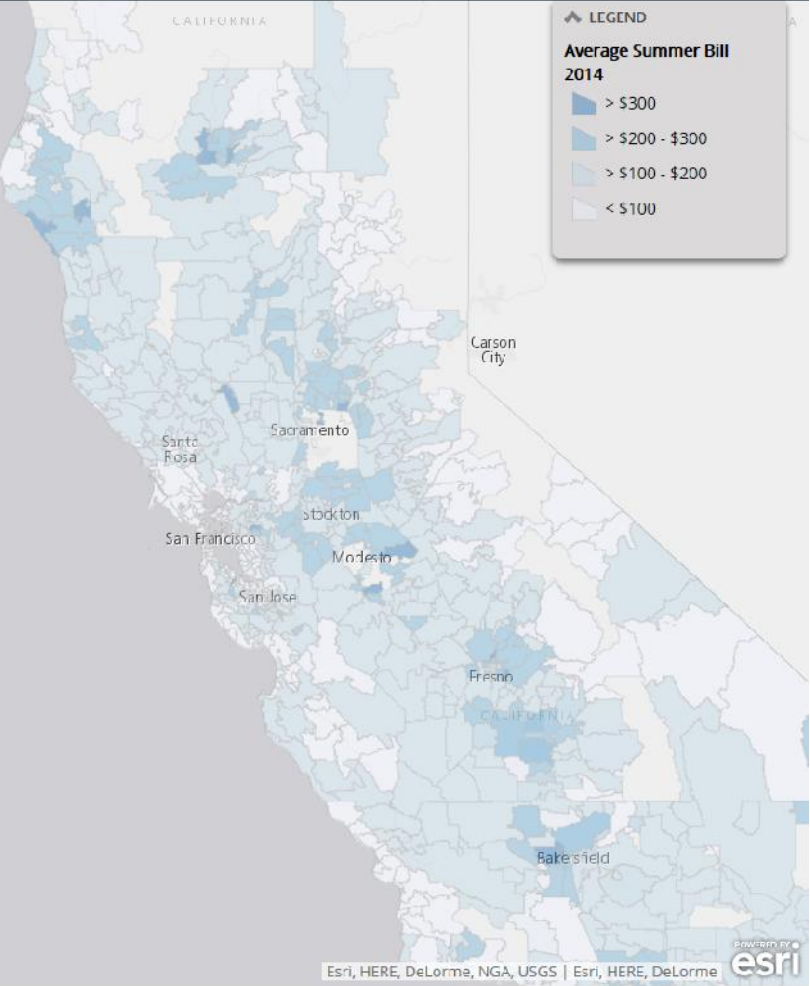 CALIFORNIA
LEGEND
Average Summer Bill
2014
> $300
> $200 - $300
> $100 - $200
< $100
A
Carson
City
Sacramento
Santa
Rosa
Stockton
San Francisco
Modesto
San Jose
Fresno
CALIFORNIA
Bakersfield
POWERED BY
esri
Esri, HERE, DeLorme, NGA, USGS | Esri, HERE, DeLorme